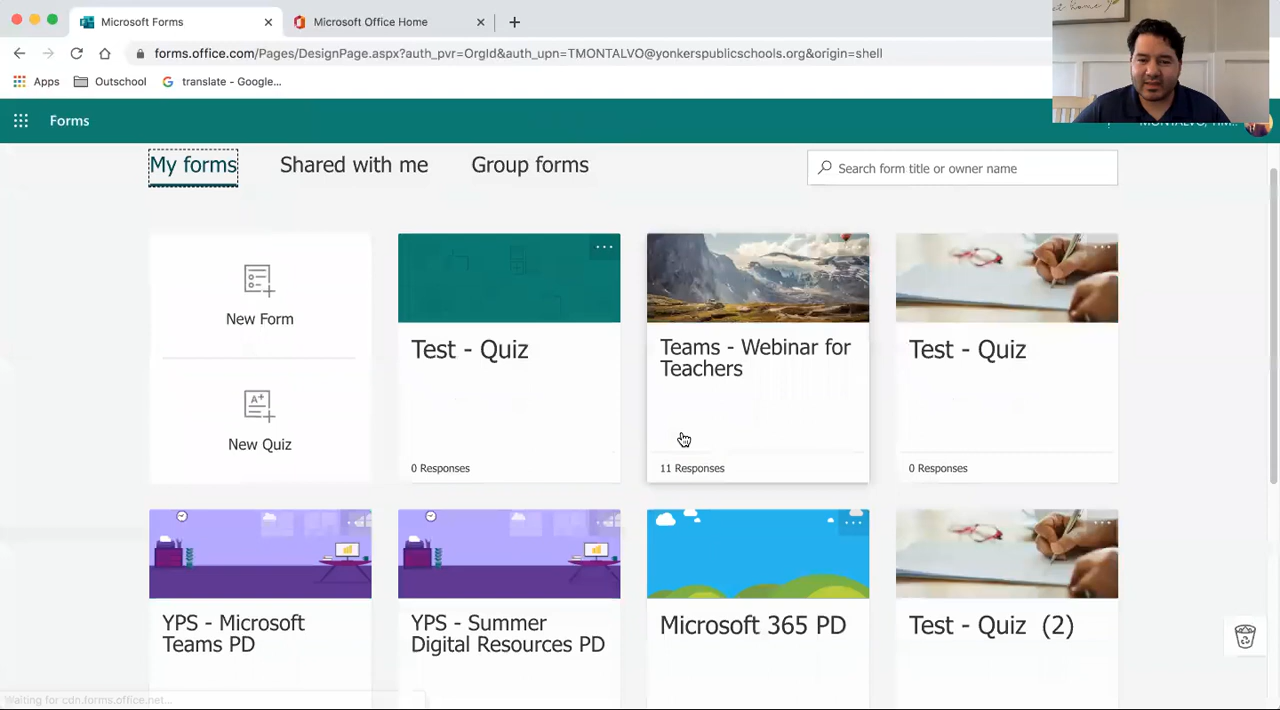 Microsoft Forms
Microsoft Office Home
forms.office.com/Pages/DesignPage.aspx?auth_pvr=OrgId&auth_upn=TMONTALVO@yonkerspublicschools.org&origin=shell
Apps
Outschool
translate - Google...
Forms
My forms
Shared with me
Group forms
Search form title or owner name
New Form
New Quiz
Test - Quiz
0 Responses
Teams - Webinar for
Teachers
11 Responses
Test - Quiz
0 Responses
YPS - Microsoft
Teams PD
YPS - Summer
Digital Resources PD
Microsoft 365 PD
Test - Quiz (2)
Waiting for cdn.forms.office.net...